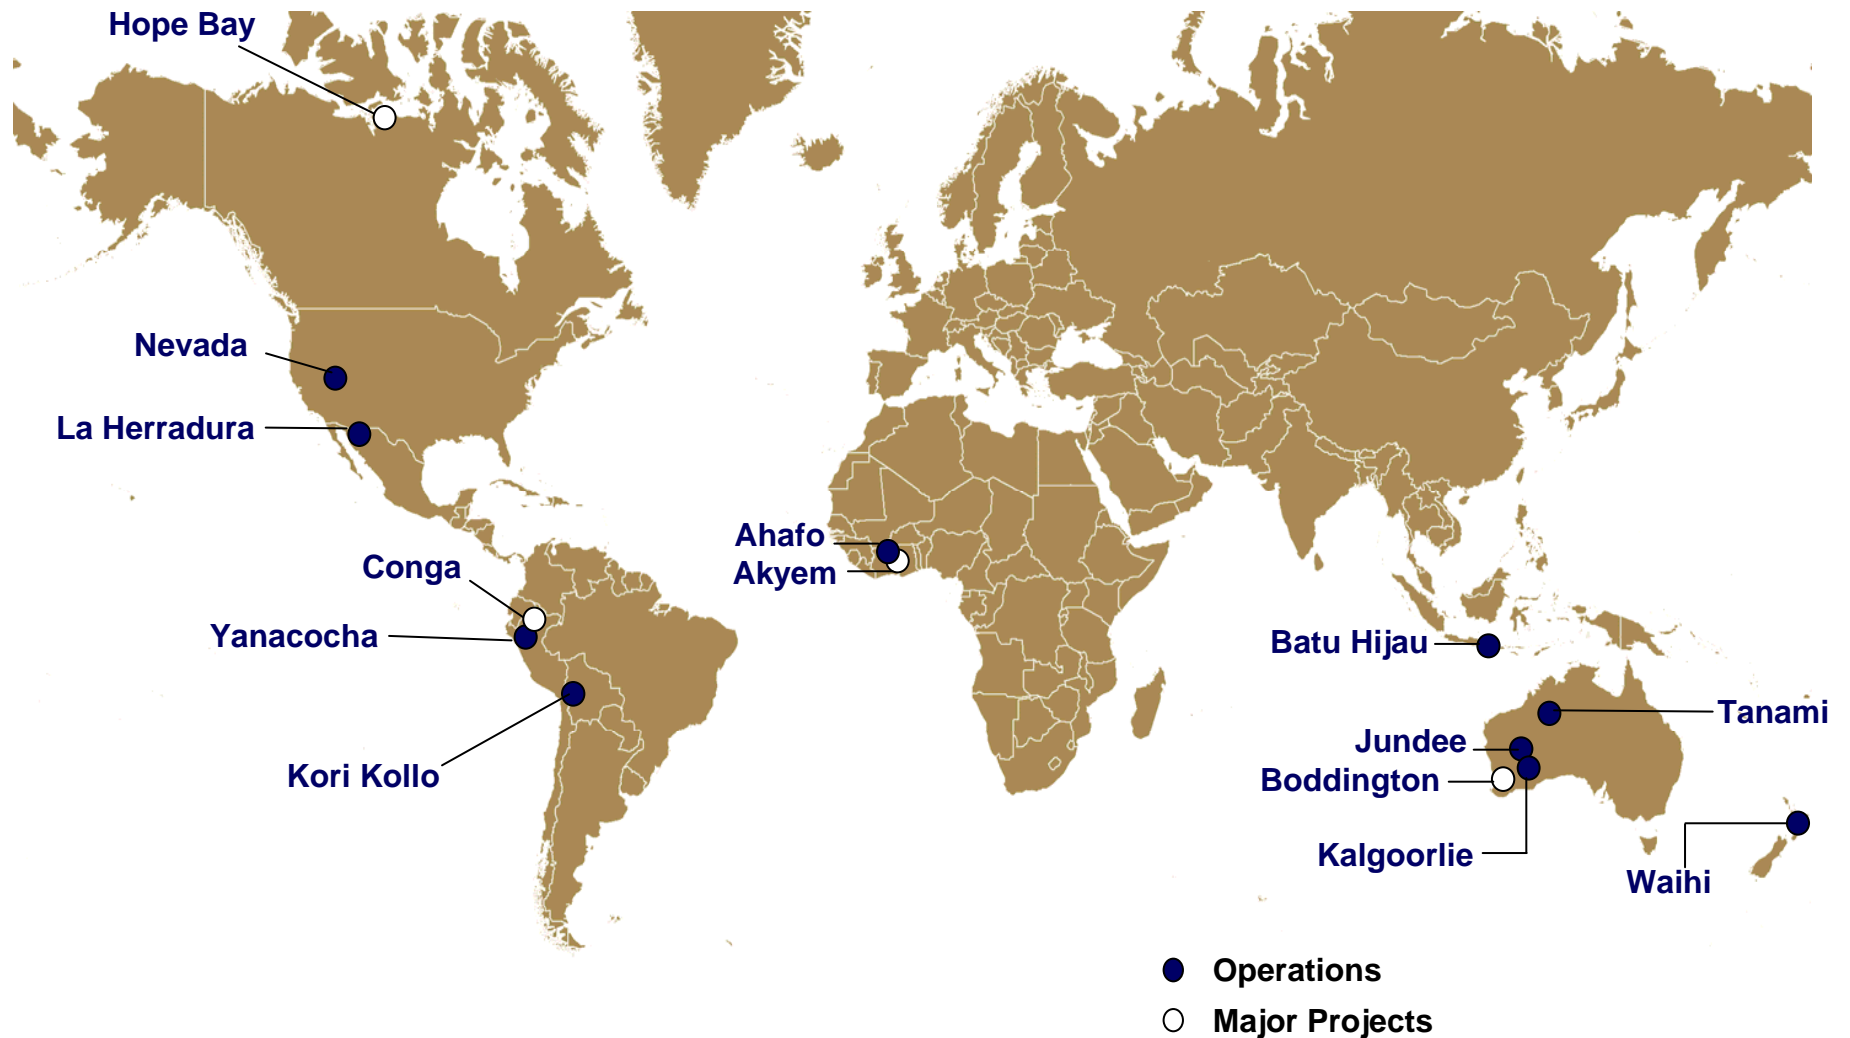 Hope Bay
Nevada
La Herradura
Conga
Yanacocha
Kori Kollo
Ahafo
Akyem
Batu Hijau
Tanami
Jundee
Boddington
Kalgoorlie
Waihi
Operations
Major Projects